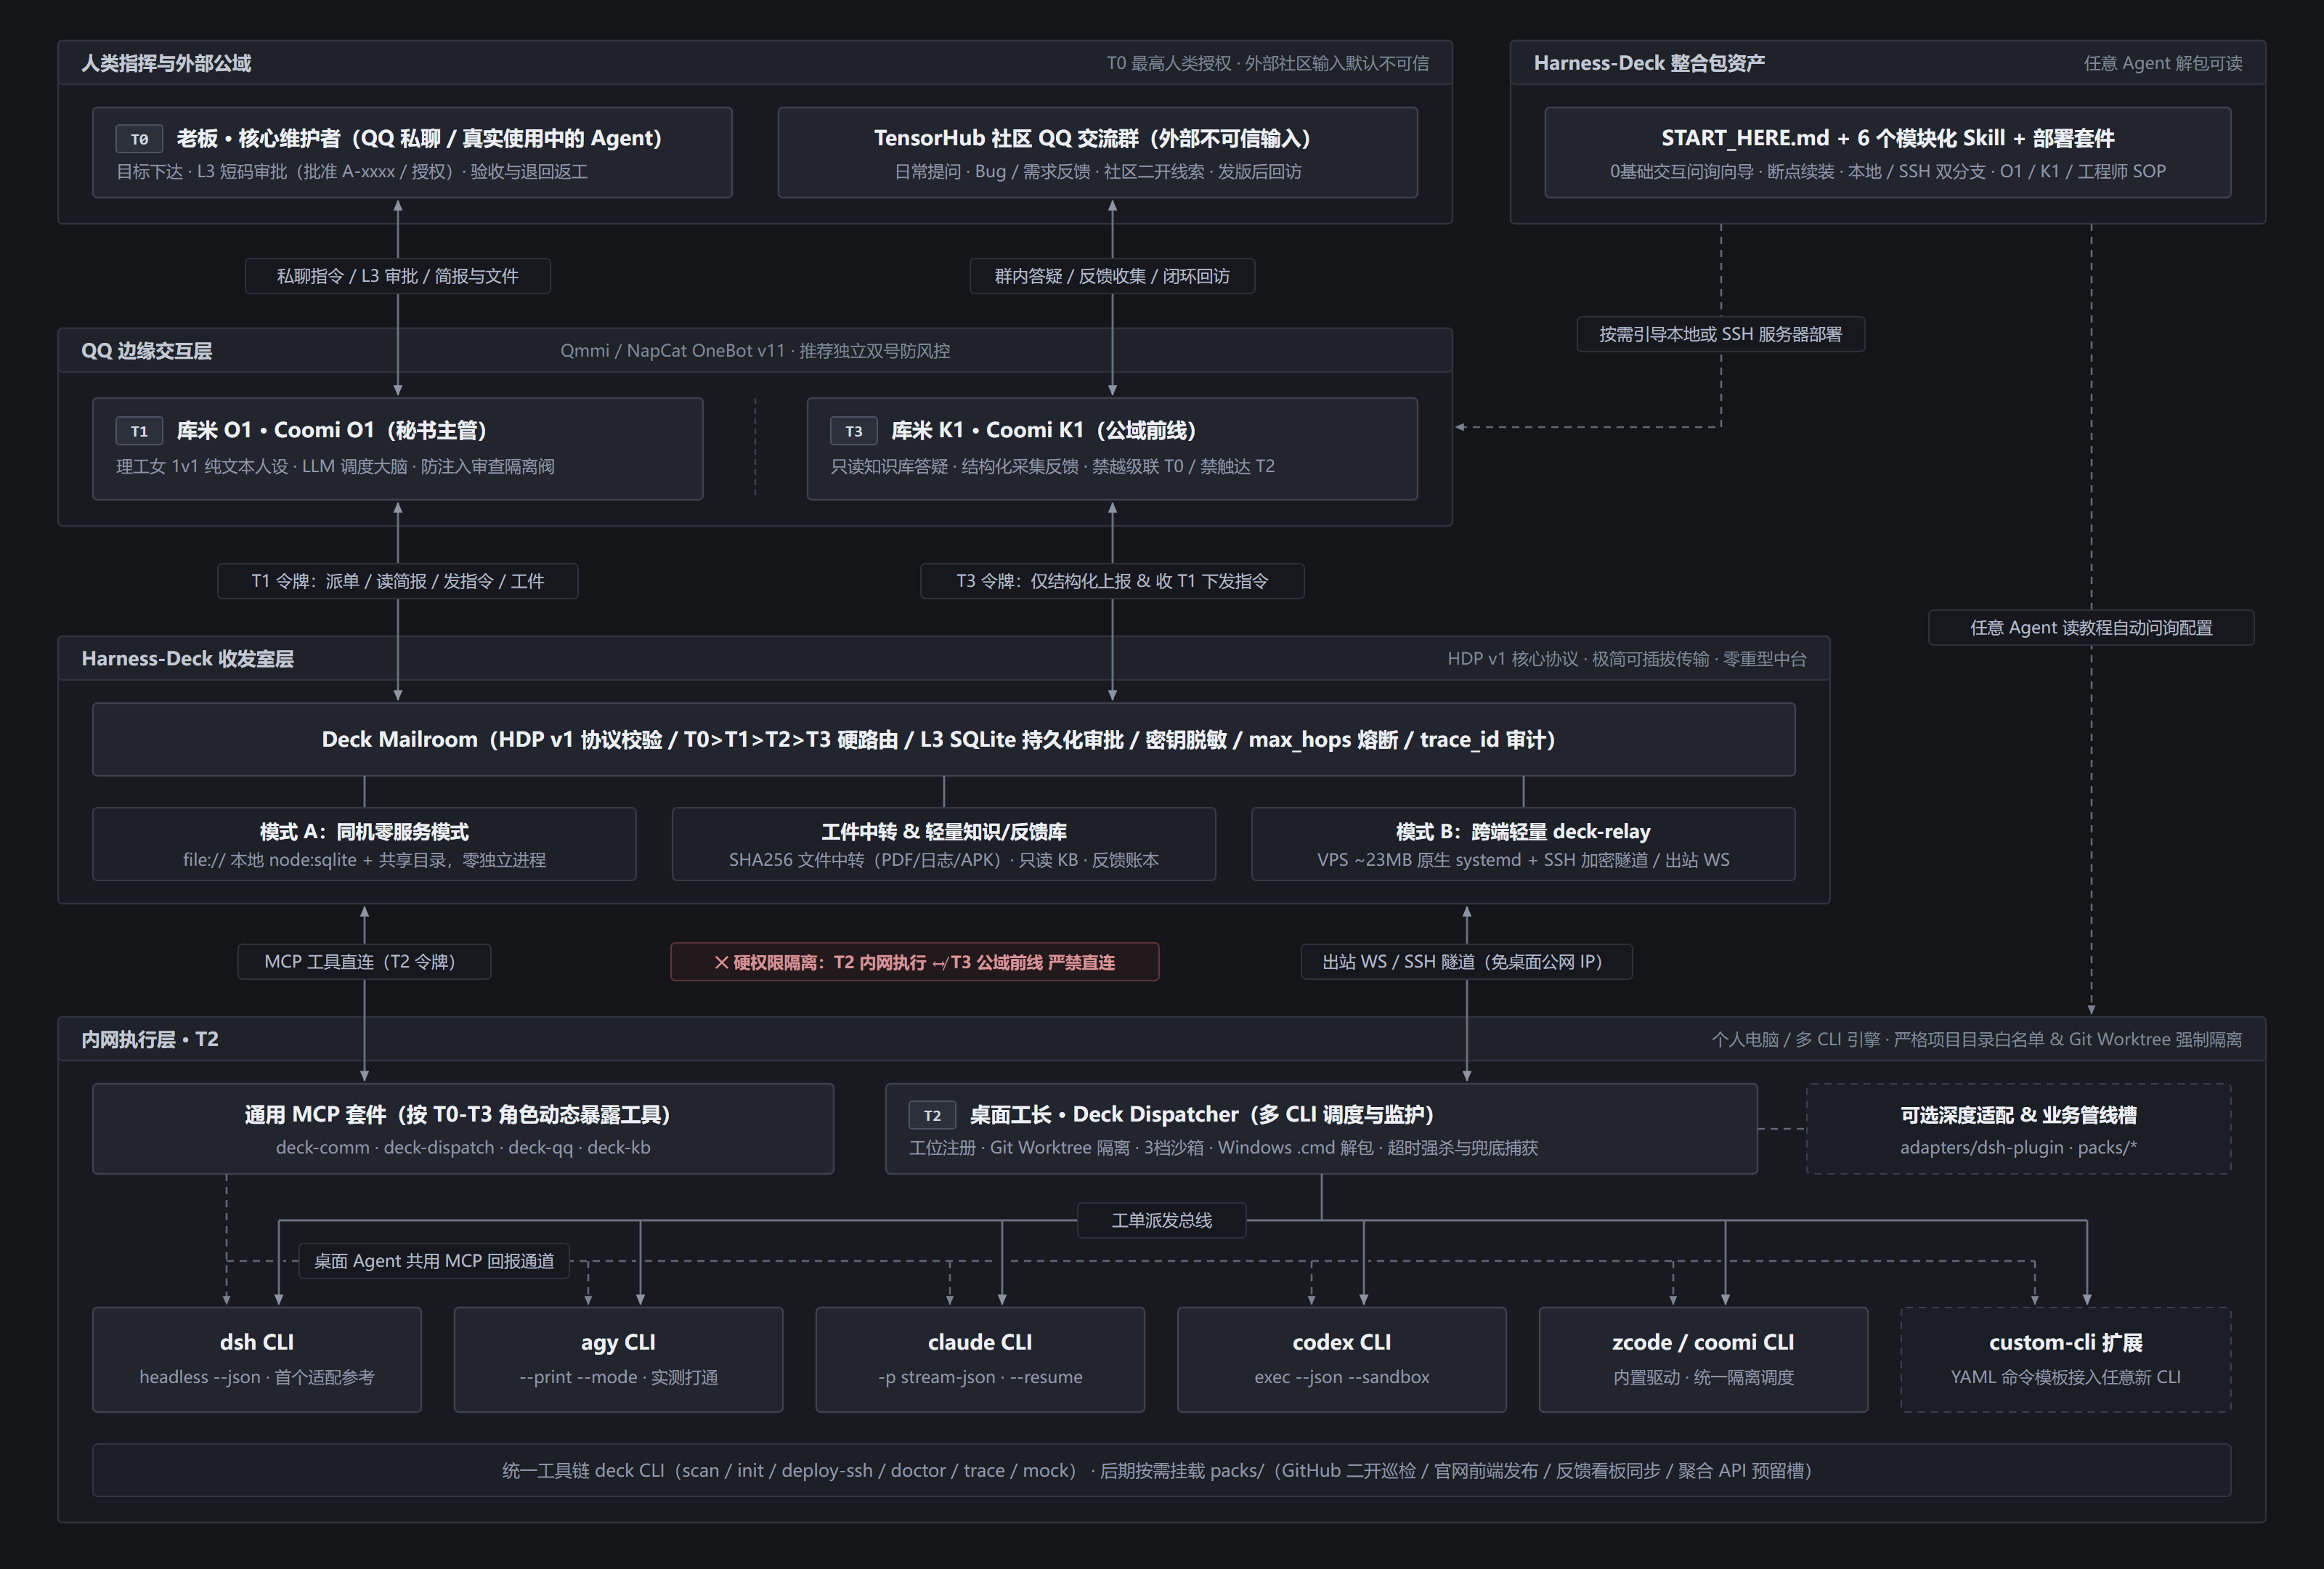 人类指挥与外部公域
T0 最高人类授权 · 外部社区输入默认不可信
T0
老板 • 核心维护者（QQ 私聊 / 真实使用中的 Agent）
目标下达 · L3 短码审批（批准 A-xxxx / 授权）· 验收与退回返工
TensorHub 社区 QQ 交流群（外部不可信输入）
日常提问 · Bug / 需求反馈 · 社区二开线索 · 发版后回访
Harness-Deck 整合包资产
任意 Agent 解包可读
START_HERE.md + 6 个模块化 Skill + 部署套件
0基础交互问询向导 · 断点续装 · 本地 / SSH 双分支 · O1 / K1 / 工程师 SOP
私聊指令 / L3 审批 / 简报与文件
群内答疑 / 反馈收集 / 闭环回访
按需引导本地或 SSH 服务器部署
QQ 边缘交互层
Qmmi / NapCat OneBot v11 · 推荐独立双号防风控
T1
库米 O1 • Coomi O1（秘书主管）
理工女 1v1 纯文本人设 · LLM 调度大脑 · 防注入审查隔离阀
T3
库米 K1 • Coomi K1（公域前线）
只读知识库答疑 · 结构化采集反馈 · 禁越级联 T0 / 禁触达 T2
T1 令牌：派单 / 读简报 / 发指令 / 工件
T3 令牌：仅结构化上报 & 收 T1 下发指令
任意 Agent 读教程自动问询配置
Harness-Deck 收发室层
HDP v1 核心协议 · 极简可插拔传输 · 零重型中台
Deck Mailroom（HDP v1 协议校验 / T0>T1>T2>T3 硬路由 / L3 SQLite 持久化审批 / 密钥脱敏 / max_hops 熔断 / trace_id 审计）
模式 A：同机零服务模式
file:// 本地 node:sqlite + 共享目录，零独立进程
工件中转 & 轻量知识/反馈库
SHA256 文件中转（PDF/日志/APK）· 只读 KB · 反馈账本
模式 B：跨端轻量 deck-relay
VPS ~23MB 原生 systemd + SSH 加密隧道 / 出站 WS
MCP 工具直连（T2 令牌）
✕ 硬权限隔离：T2 内网执行 ↮ T3 公域前线 严禁直连
出站 WS / SSH 隧道（免桌面公网 IP）
内网执行层 • T2
个人电脑 / 多 CLI 引擎 · 严格项目目录白名单 & Git Worktree 强制隔离
通用 MCP 套件（按 T0-T3 角色动态暴露工具）
deck-comm · deck-dispatch · deck-qq · deck-kb
T2
桌面工长 • Deck Dispatcher（多 CLI 调度与监护）
工位注册 · Git Worktree 隔离 · 3档沙箱 · Windows .cmd 解包 · 超时强杀与兜底捕获
可选深度适配 & 业务管线槽
adapters/dsh-plugin · packs/*
工单派发总线
桌面 Agent 共用 MCP 回报通道
dsh CLI
headless --json · 首个适配参考
agy CLI
--print --mode · 实测打通
claude CLI
-p stream-json · --resume
codex CLI
exec --json --sandbox
zcode / coomi CLI
内置驱动 · 统一隔离调度
custom-cli 扩展
YAML 命令模板接入任意新 CLI
统一工具链 deck CLI（scan / init / deploy-ssh / doctor / trace / mock） · 后期按需挂载 packs/（GitHub 二开巡检 / 官网前端发布 / 反馈看板同步 / 聚合 API 预留槽）